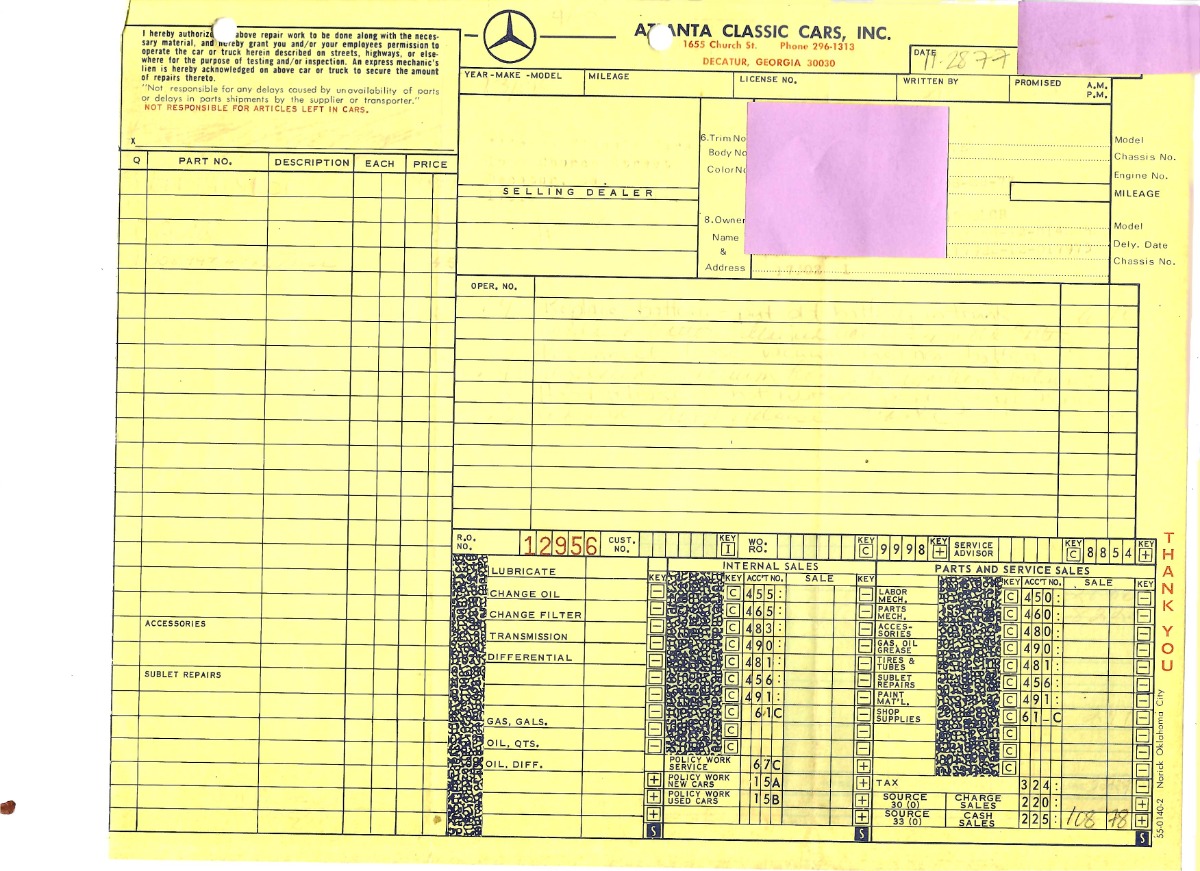 I hereby authorize above repair work to be done along with the neces-
sary material, and hereby grant you and/or your employees permission to
operate the car or truck herein described on streets, highways, or else-
where for the purpose of testing and/or inspection. An express mechanic's
lien is hereby acknowledged on above car or truck to secure the amount
of repairs thereto.
"Not responsible for any delays caused by unavailability of parts
or delays in parts shipments by the supplier or transporter."
NOT RESPONSIBLE FOR ARTICLES LEFT IN CARS.
X
ATLANTA CLASSIC CARS, INC.
1655 Church St. Phone 296-1313
DECATUR, GEORGIA 30030
DATE 11-28 77
YEAR-MAKE-MODEL MILEAGE LICENSE NO. WRITTEN BY PROMISED A.M.
P.M.
Q PART NO. DESCRIPTION EACH PRICE
SELLING DEALER
6.Trim No
Body No
Color No
8.Owner
Name
&
Address
Model
Chassis No.
Engine No.
MILEAGE
Model
Dely. Date
Chassis No.
OPER. NO.
ACCESSORIES
SUBLET REPAIRS
R.O. NO. 12956 CUST. NO. KEY I WO. RO. KEY C 9998 KEY + SERVICE ADVISOR KEY C 8854 KEY +
LUBRICATE
CHANGE OIL
CHANGE FILTER
TRANSMISSION
DIFFERENTIAL
GAS, GALS.
OIL, QTS.
OIL, DIFF.
INTERNAL SALES
KEY KEY ACC'T NO. SALE KEY
− C 455: −
− C 465: −
− C 483: −
− C 490: −
− C 481: −
− C 456: −
− C 491: −
− C 61C −
− C −
POLICY WORK SERVICE 67C +
+ POLICY WORK NEW CARS 15A +
+ POLICY WORK USED CARS 15B +
+ +
S S
PARTS AND SERVICE SALES
KEY ACC'T NO. SALE KEY
LABOR MECH. C 450: −
PARTS MECH. C 460: −
ACCES-SORIES C 480: −
GAS, OIL GREASE C 490: −
TIRES & TUBES C 481: −
SUBLET REPAIRS C 456: −
PAINT MAT'L. C 491: −
SHOP SUPPLIES C 61-C −
C −
C −
C −
TAX 324: −
SOURCE 30 (0) CHARGE SALES 220: +
SOURCE 33 (0) CASH SALES 225: 108 78 +
S
THANK YOU
55-0140-2 Norick Oklahoma City